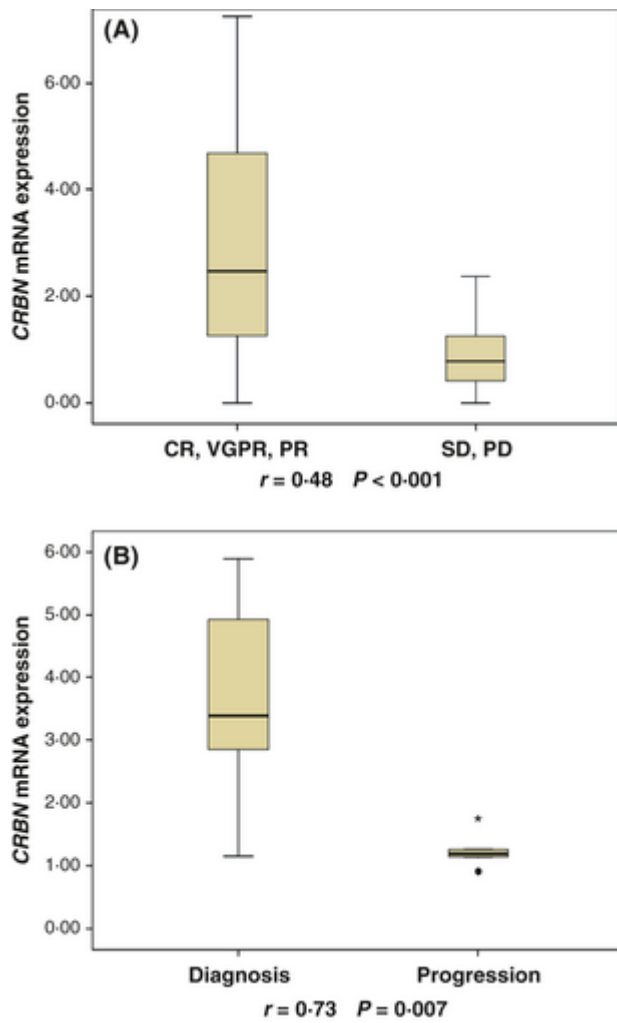 (A)
CRBN mRNA expression
6·00
4·00
2·00
0·00
CR, VGPR, PR SD, PD
r = 0·48 P < 0·001
(B)
CRBN mRNA expression
6·00
5·00
4·00
3·00
2·00
1·00
0·00
Diagnosis Progression
r = 0·73 P = 0·007